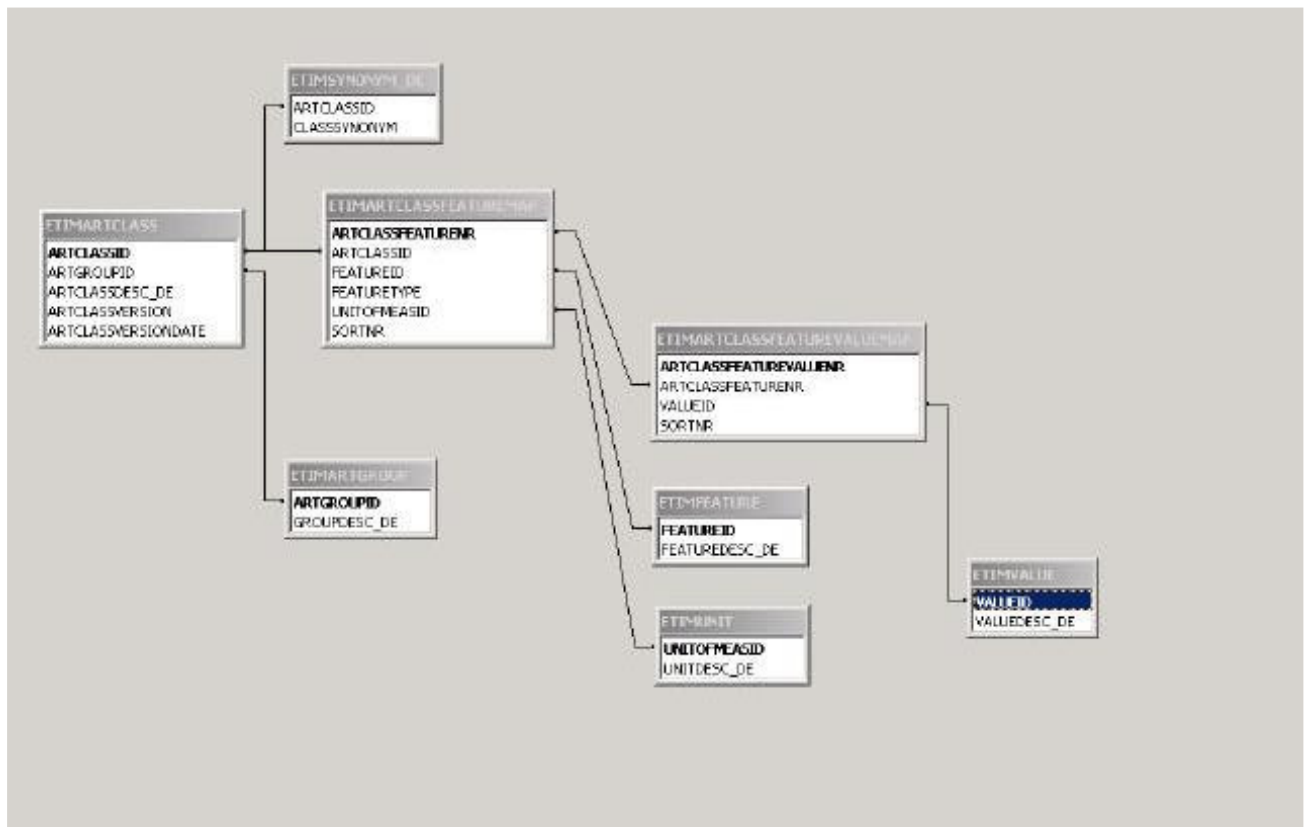 ETIMSYNONYM_DE
ARTCLASSID
CLASSSYNONYM
ETIMARTCLASS
ARTCLASSID
ARTGROUPID
ARTCLASSDESC_DE
ARTCLASSVERSION
ARTCLASSVERSIONDATE
ETIMARTCLASSFEATUREMAP
ARTCLASSFEATURENR
ARTCLASSID
FEATUREID
FEATURETYPE
UNITOFMEASID
SORTNR
ETIMARTCLASSFEATUREVALUEMAP
ARTCLASSFEATUREVALUENR
ARTCLASSFEATURENR
VALUEID
SORTNR
ETIMARTGROUP
ARTGROUPID
GROUPDESC_DE
ETIMFEATURE
FEATUREID
FEATUREDESC_DE
ETIMUNIT
UNITOFMEASID
UNITDESC_DE
ETIMVALUE
VALUEID
VALUEDESC_DE